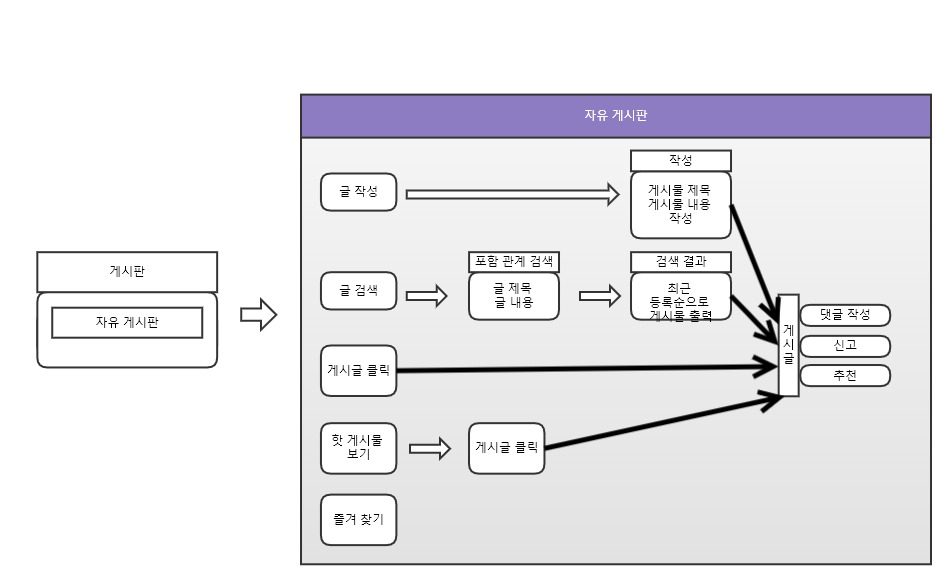 자유 게시판
작성
글 작성
게시물 제목
게시물 내용
작성
게시판
자유 게시판
포함 관계 검색
검색 결과
글 검색
글 제목
글 내용
최근
등록순으로
게시물 출력
게
시
글
댓글 작성
신고
추천
게시글 클릭
핫 게시물
보기
게시글 클릭
즐겨 찾기